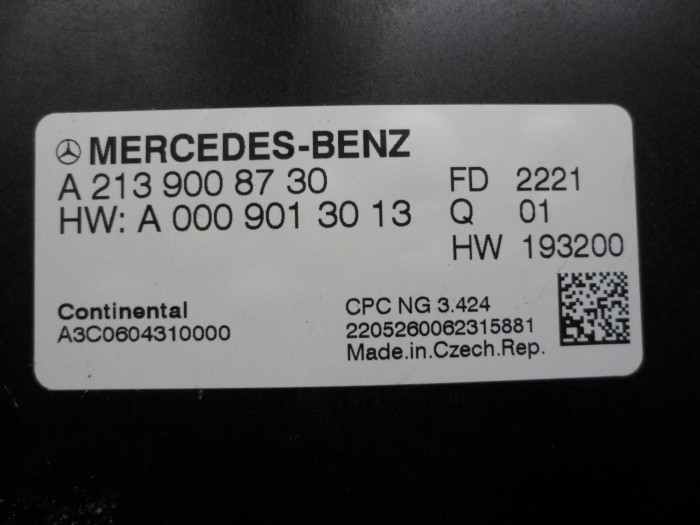 MERCEDES-BENZ
A 213 900 87 30 FD 2221
HW: A 000 901 30 13 Q 01
HW 193200
Continental CPC NG 3.424
A3C0604310000 2205260062315881
Made.in.Czech.Rep.